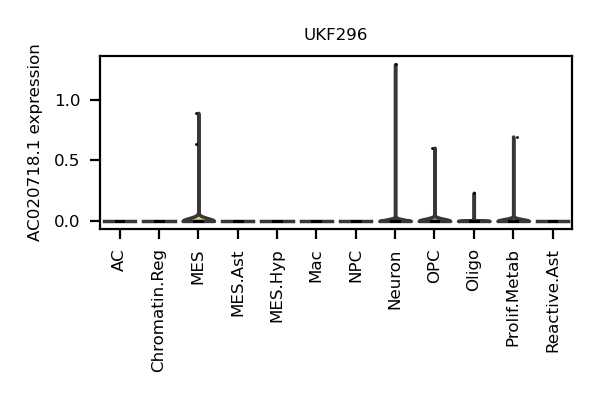 UKF296
AC020718.1 expression
1.0
0.5
0.0
AC
Chromatin.Reg
MES
MES.Ast
MES.Hyp
Mac
NPC
Neuron
OPC
Oligo
Prolif.Metab
Reactive.Ast